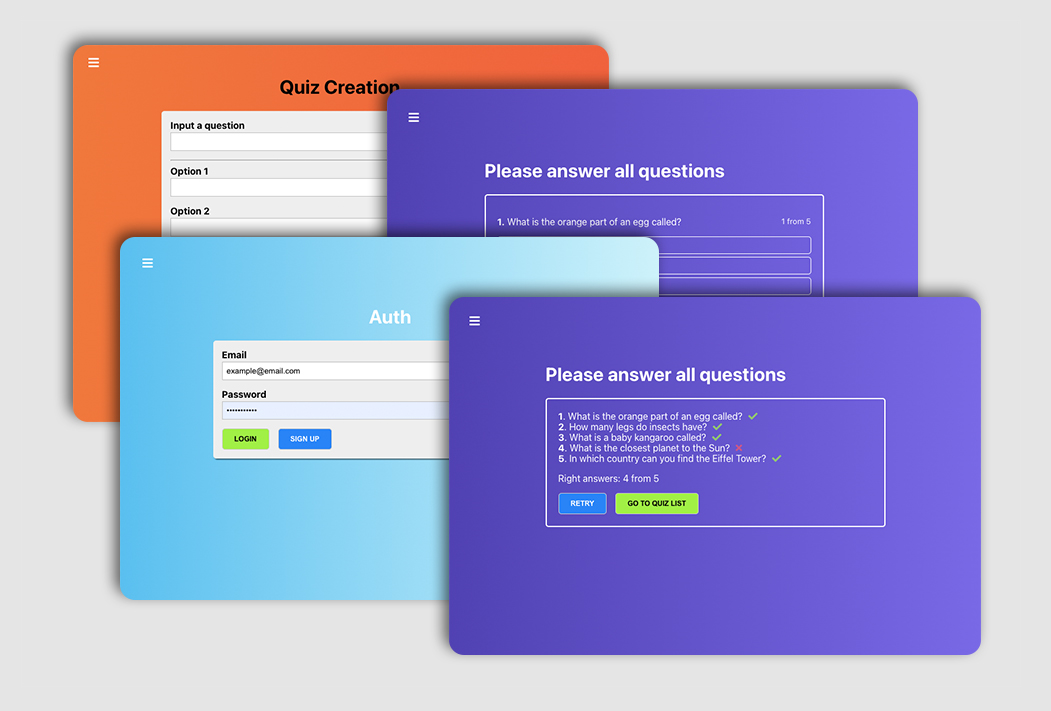 Quiz Creation
Input a question
Option 1
Option 2
Please answer all questions
1. What is the orange part of an egg called?
1 from 5
Auth
Email
example@email.com
Password
•••••••••••
LOGIN
SIGN UP
Please answer all questions
1. What is the orange part of an egg called?
2. How many legs do insects have?
3. What is a baby kangaroo called?
4. What is the closest planet to the Sun?
5. In which country can you find the Eiffel Tower?
Right answers: 4 from 5
RETRY
GO TO QUIZ LIST